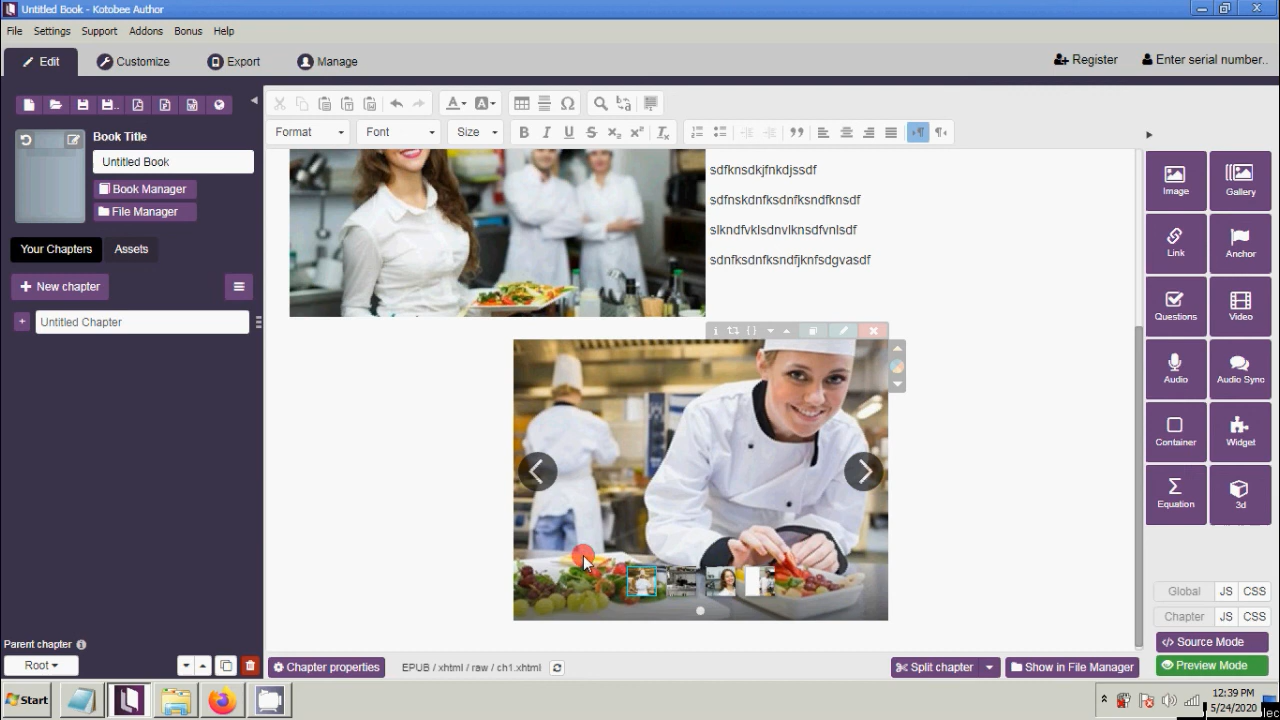 Untitled Book - Kotobee Author
File Settings Support Addons Bonus Help
Edit Customize Export Manage Register Enter serial number..
Book Title
Untitled Book
Book Manager
File Manager
Your Chapters Assets
New chapter
Untitled Chapter
Parent chapter
Root
Format Font Size
sdfknsdkjfnkdjssdf
sdfnskdnfksdnfksndfknsdf
slkndfvklsdnvlknsdfvnlsdf
sdnfksdnfksndfjknfsdgvasdf
Image Gallery
Link Anchor
Questions Video
Audio Audio Sync
Container Widget
Equation 3d
Global JS CSS
Chapter JS CSS
Source Mode
Preview Mode
Chapter properties EPUB / xhtml / raw / ch1.xhtml Split chapter Show in File Manager
Start
12:39 PM
5/24/2020